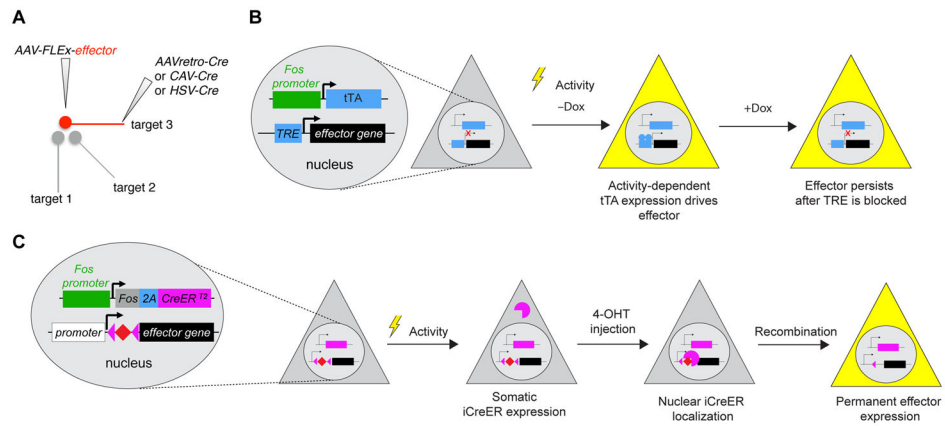 A
AAV-FLEx-effector
AAVretro-Cre
or CAV-Cre
or HSV-Cre
target 3
target 2
target 1
B
Fos
promoter
tTA
TRE
effector gene
nucleus
Activity
–Dox
+Dox
Activity-dependent
tTA expression drives
effector
Effector persists
after TRE is blocked
C
Fos
promoter
Fos 2A CreER T2
promoter
effector gene
nucleus
Activity
4-OHT
injection
Recombination
Somatic
iCreER expression
Nuclear iCreER
localization
Permanent effector
expression